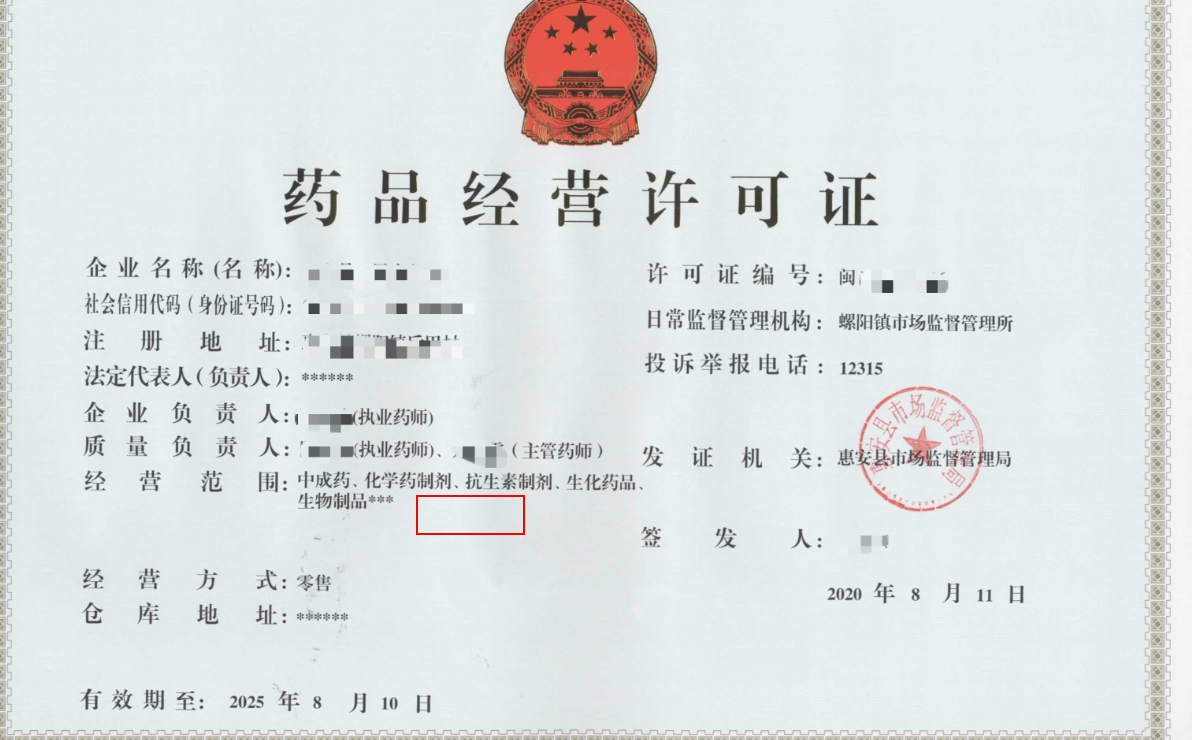 药品经营许可证
企业名称(名称):
社会信用代码(身份证号码):
注册地址:
法定代表人(负责人): ******
企业负责人: (执业药师)
质量负责人: (执业药师)、 (主管药师)
经营范围: 中成药、化学药制剂、抗生素制剂、生化药品、
生物制品***
经营方式: 零售
仓库地址: ******
有效期至: 2025 年 8 月 10 日
许可证编号: 闽
日常监督管理机构: 螺阳镇市场监督管理所
投诉举报电话: 12315
发证机关: 惠安县市场监督管理局
惠安县市场监督管理局
签发人:
2020 年 8 月 11 日